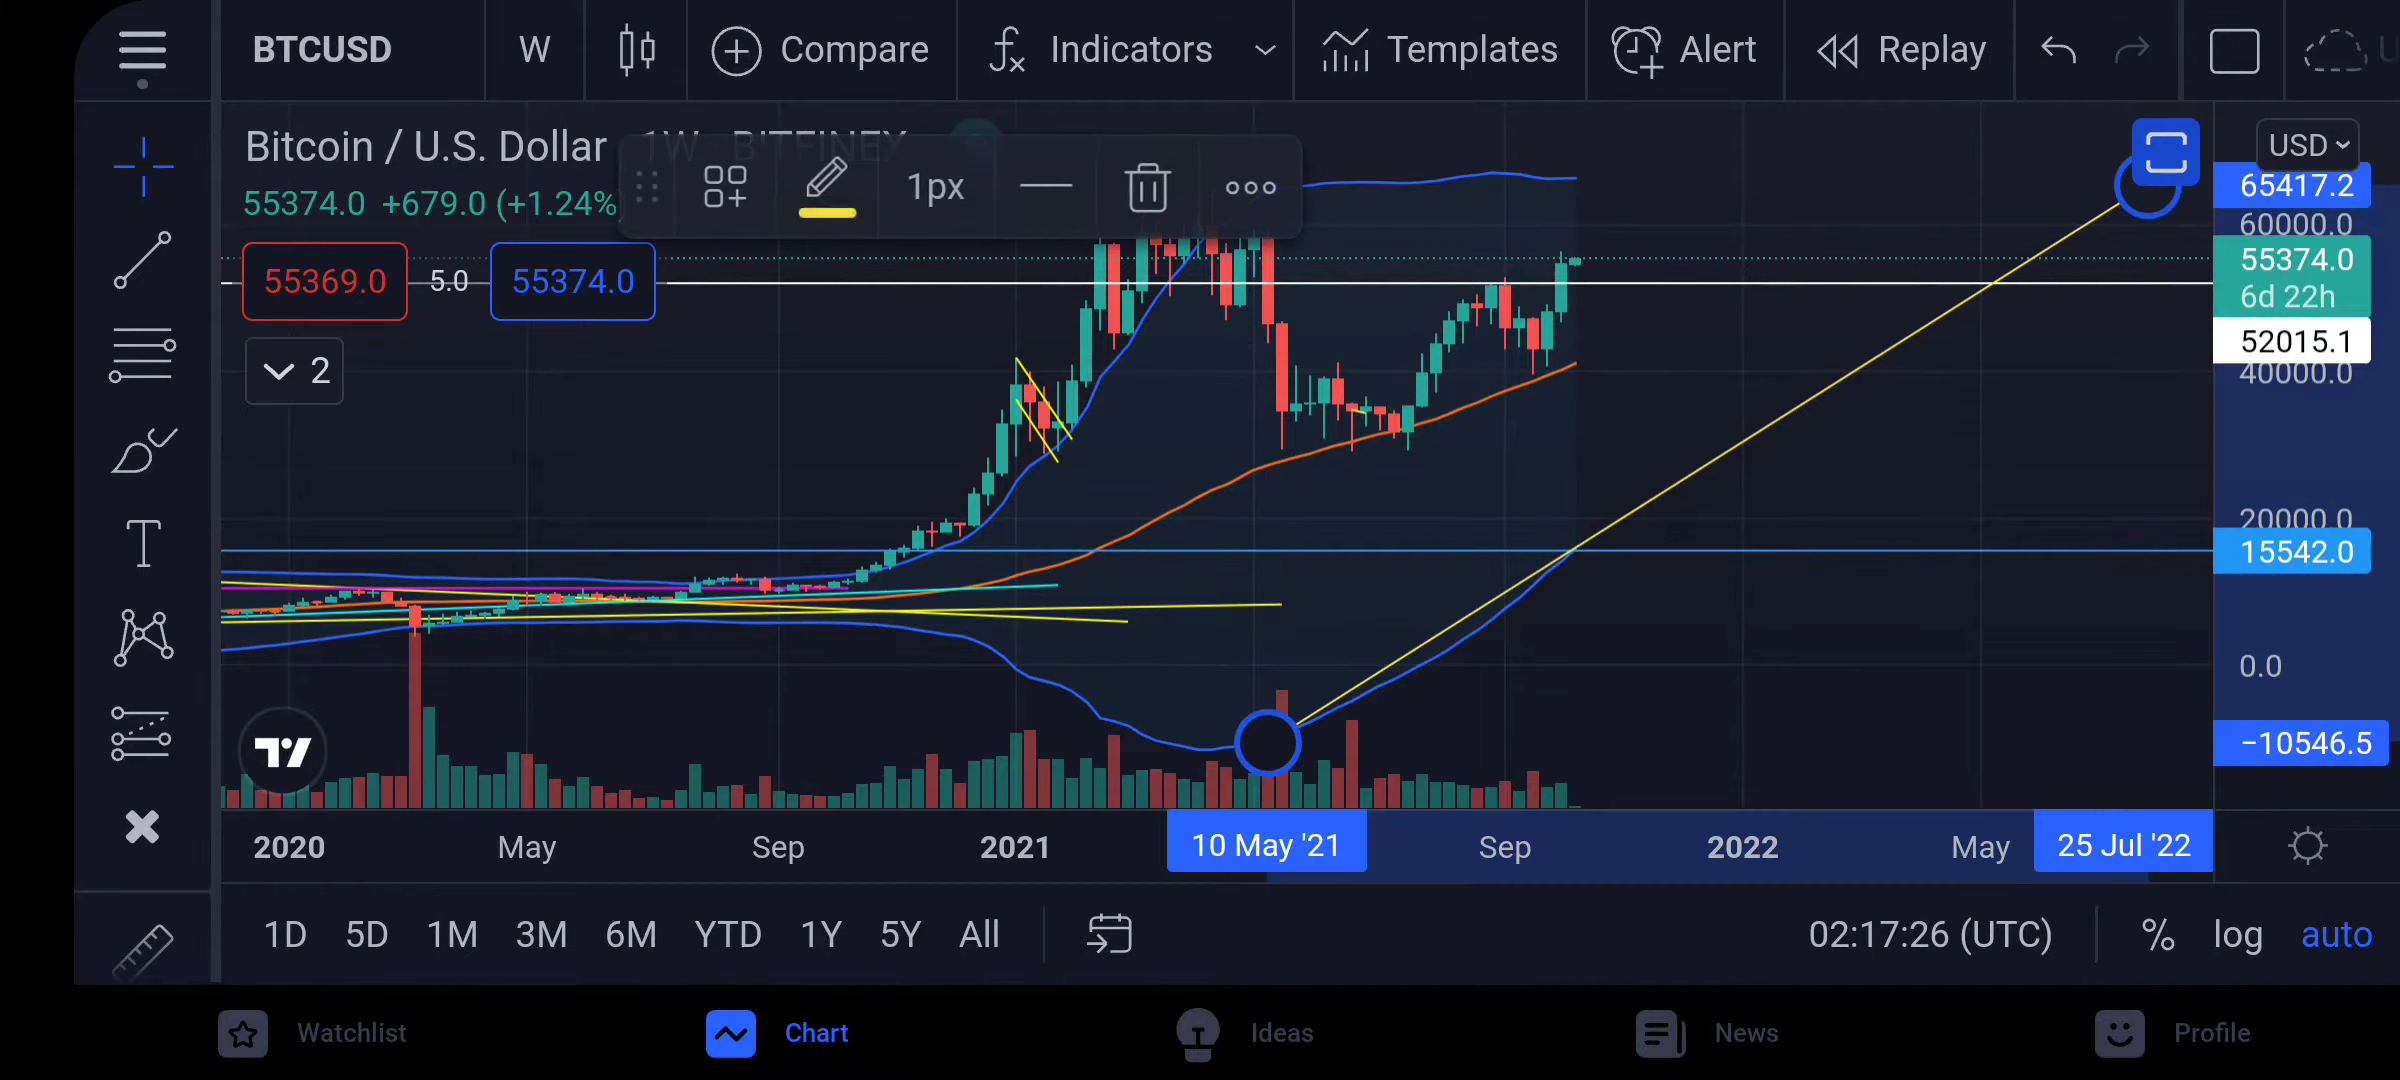 BTCUSD W Compare Indicators Templates Alert Replay
Bitcoin / U.S. Dollar 1W · BITFINEX
55374.0 +679.0 (+1.24%
1px
USD
65417.2
60000.0
55374.0
6d 22h
52015.1
40000.0
20000.0
15542.0
0.0
−10546.5
55369.0 5.0 55374.0
2
T
2020 May Sep 2021 10 May '21 Sep 2022 May 25 Jul '22
1D 5D 1M 3M 6M YTD 1Y 5Y All 02:17:26 (UTC) % log auto
Watchlist Chart Ideas News Profile